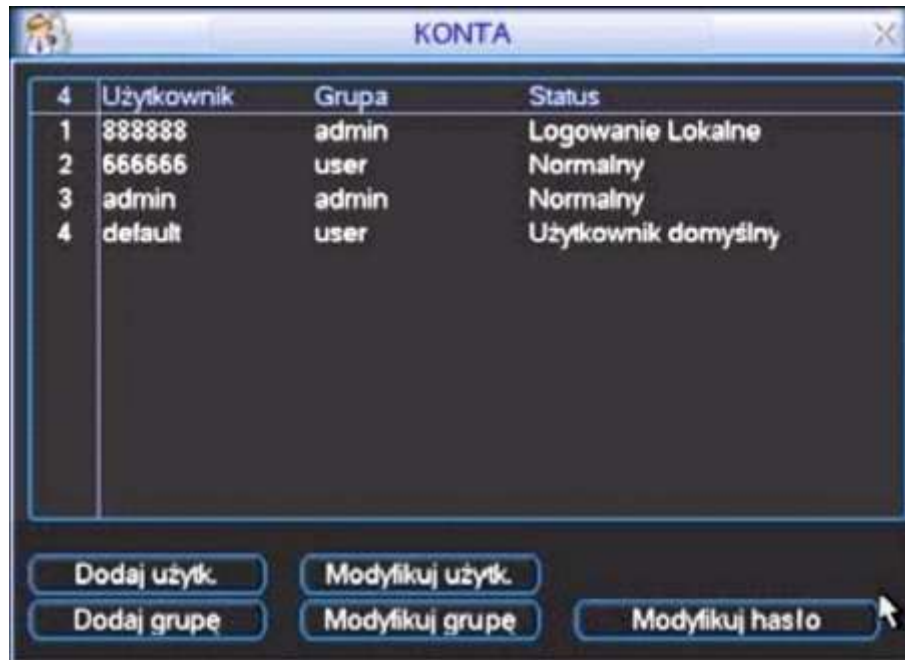 KONTA
4 Użytkownik Grupa Status
1 888888 admin Logowanie Lokalne
2 666666 user Normalny
3 admin admin Normalny
4 default user Użytkownik domyślny
Dodaj użytk. Modyfikuj użytk.
Dodaj grupę Modyfikuj grupę Modyfikuj hasło